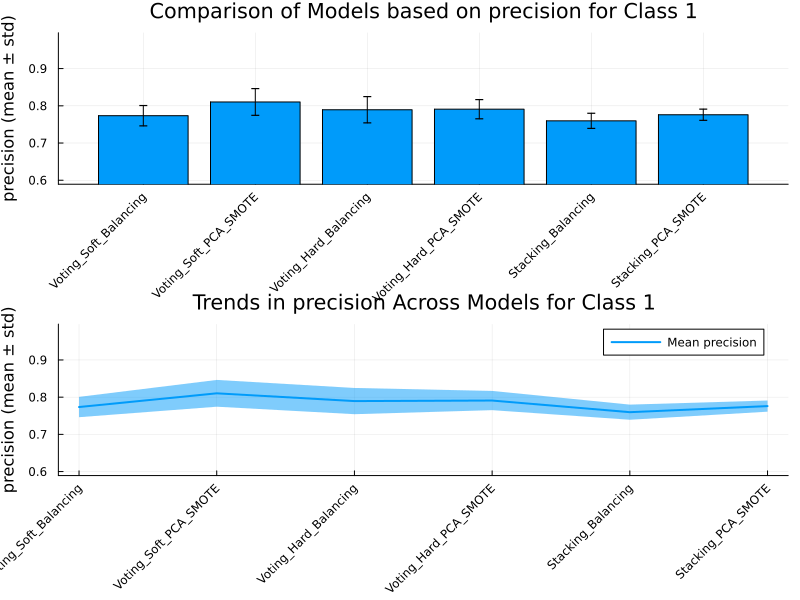 Comparison of Models based on precision for Class 1
precision (mean ± std)
0.9
0.8
0.7
0.6
Voting_Soft_Balancing
Voting_Soft_PCA_SMOTE
Voting_Hard_Balancing
Voting_Hard_PCA_SMOTE
Stacking_Balancing
Stacking_PCA_SMOTE
Trends in precision Across Models for Class 1
precision (mean ± std)
Mean precision
0.9
0.8
0.7
0.6
ing_Soft_Balancing
Voting_Soft_PCA_SMOTE
Voting_Hard_Balancing
Voting_Hard_PCA_SMOTE
Stacking_Balancing
Stacking_PCA_SMOTE